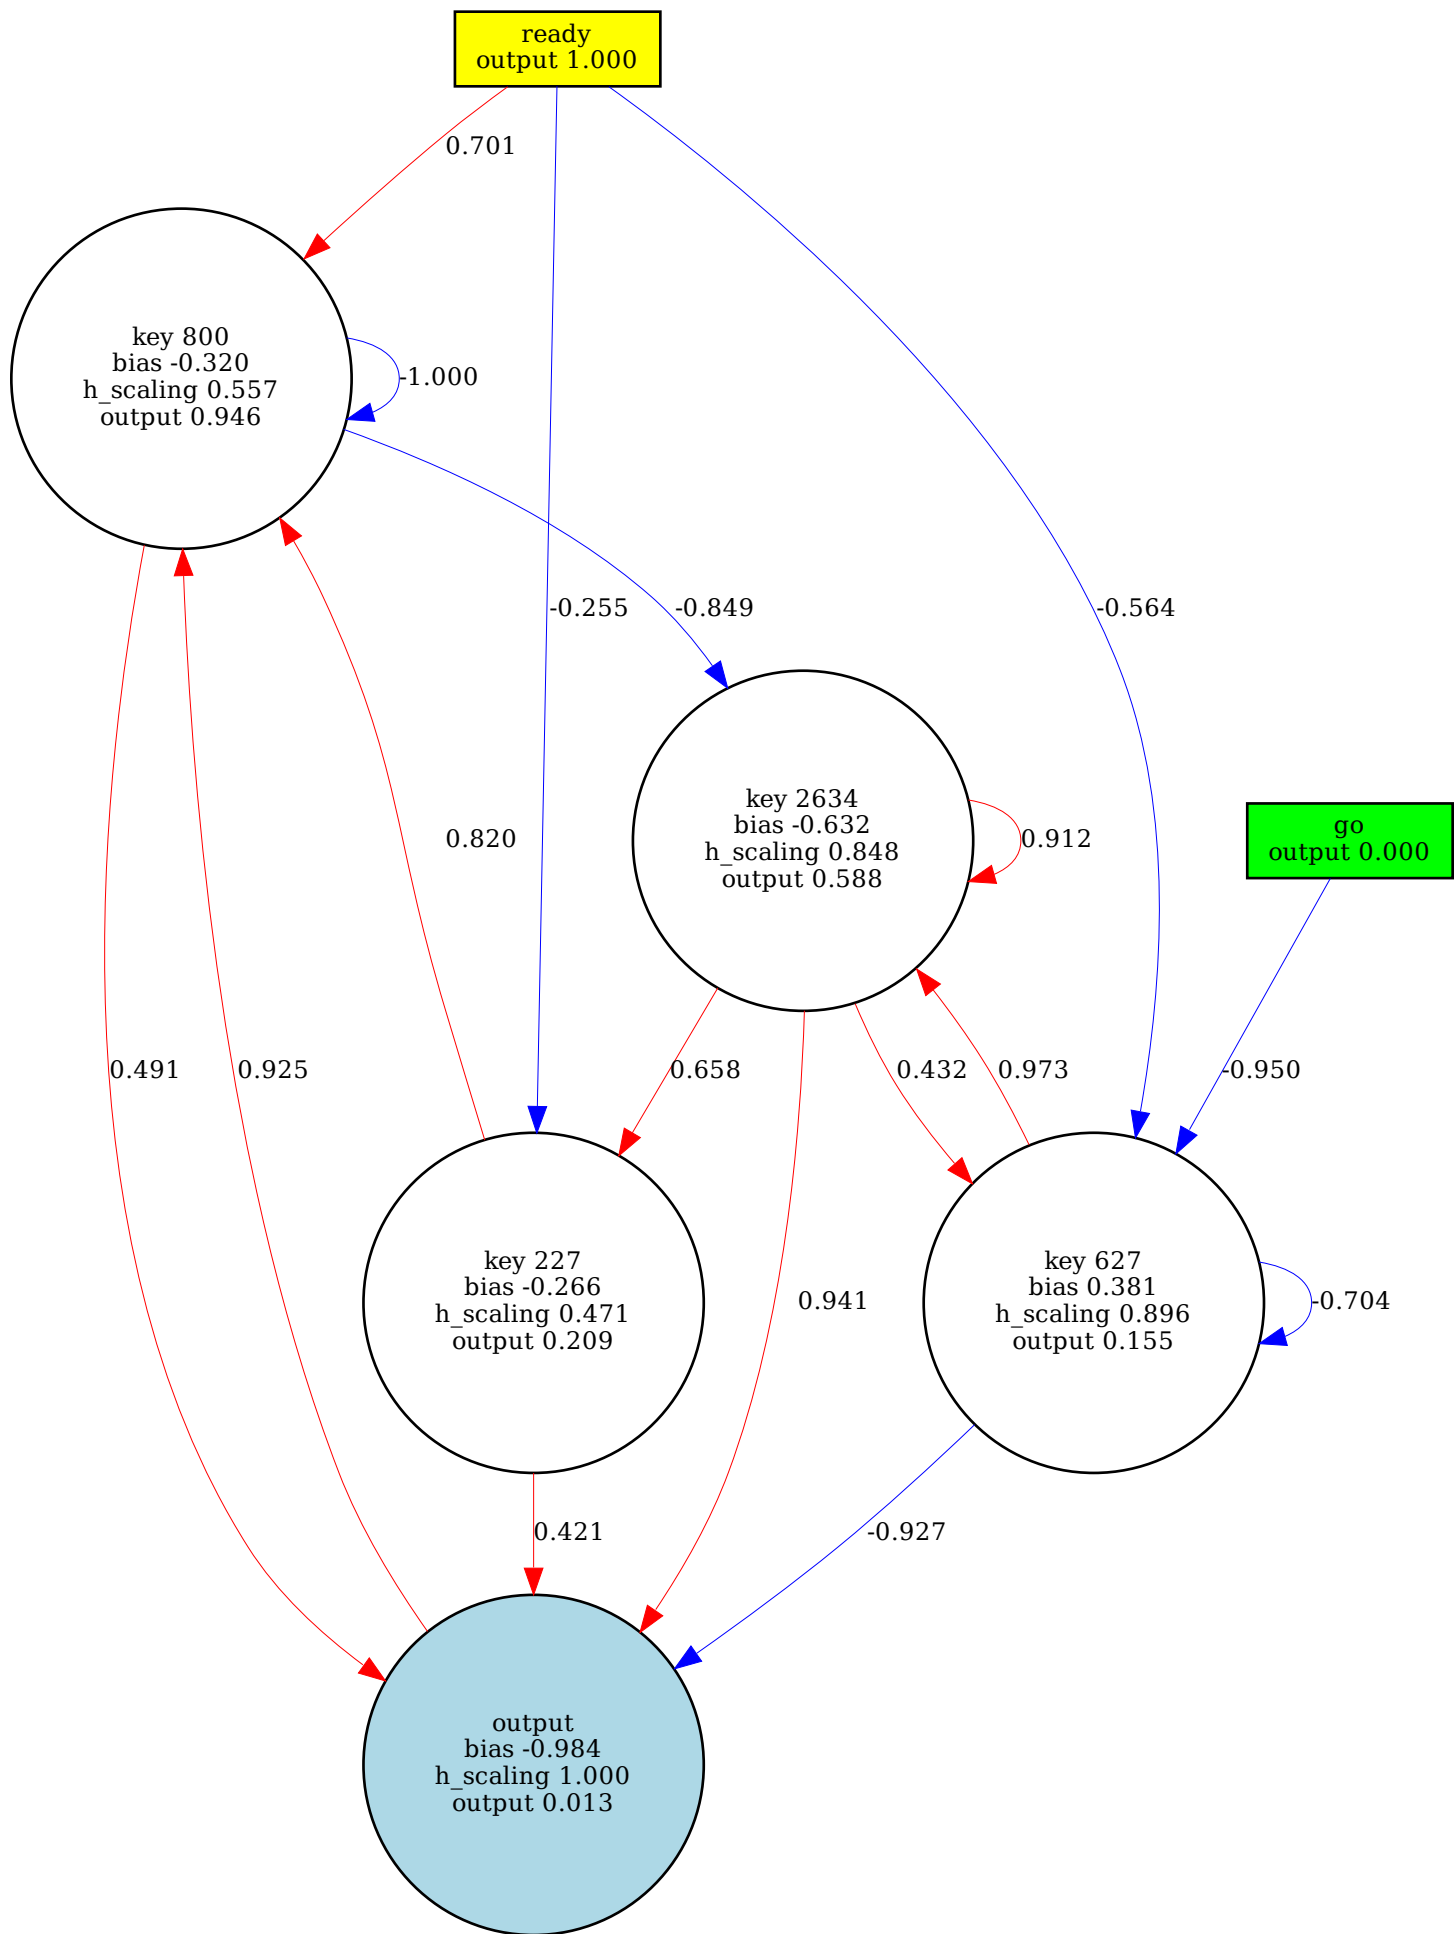 ready
output 1.000
0.701
key 800
bias -0.320
h_scaling 0.557
output 0.946
-1.000
-0.255
-0.849
-0.564
key 2634
bias -0.632
h_scaling 0.848
output 0.588
0.820
0.912
go
output 0.000
0.491
0.925
0.658
0.432
0.973
-0.950
key 227
bias -0.266
h_scaling 0.471
output 0.209
0.941
key 627
bias 0.381
h_scaling 0.896
output 0.155
-0.704
0.421
-0.927
output
bias -0.984
h_scaling 1.000
output 0.013